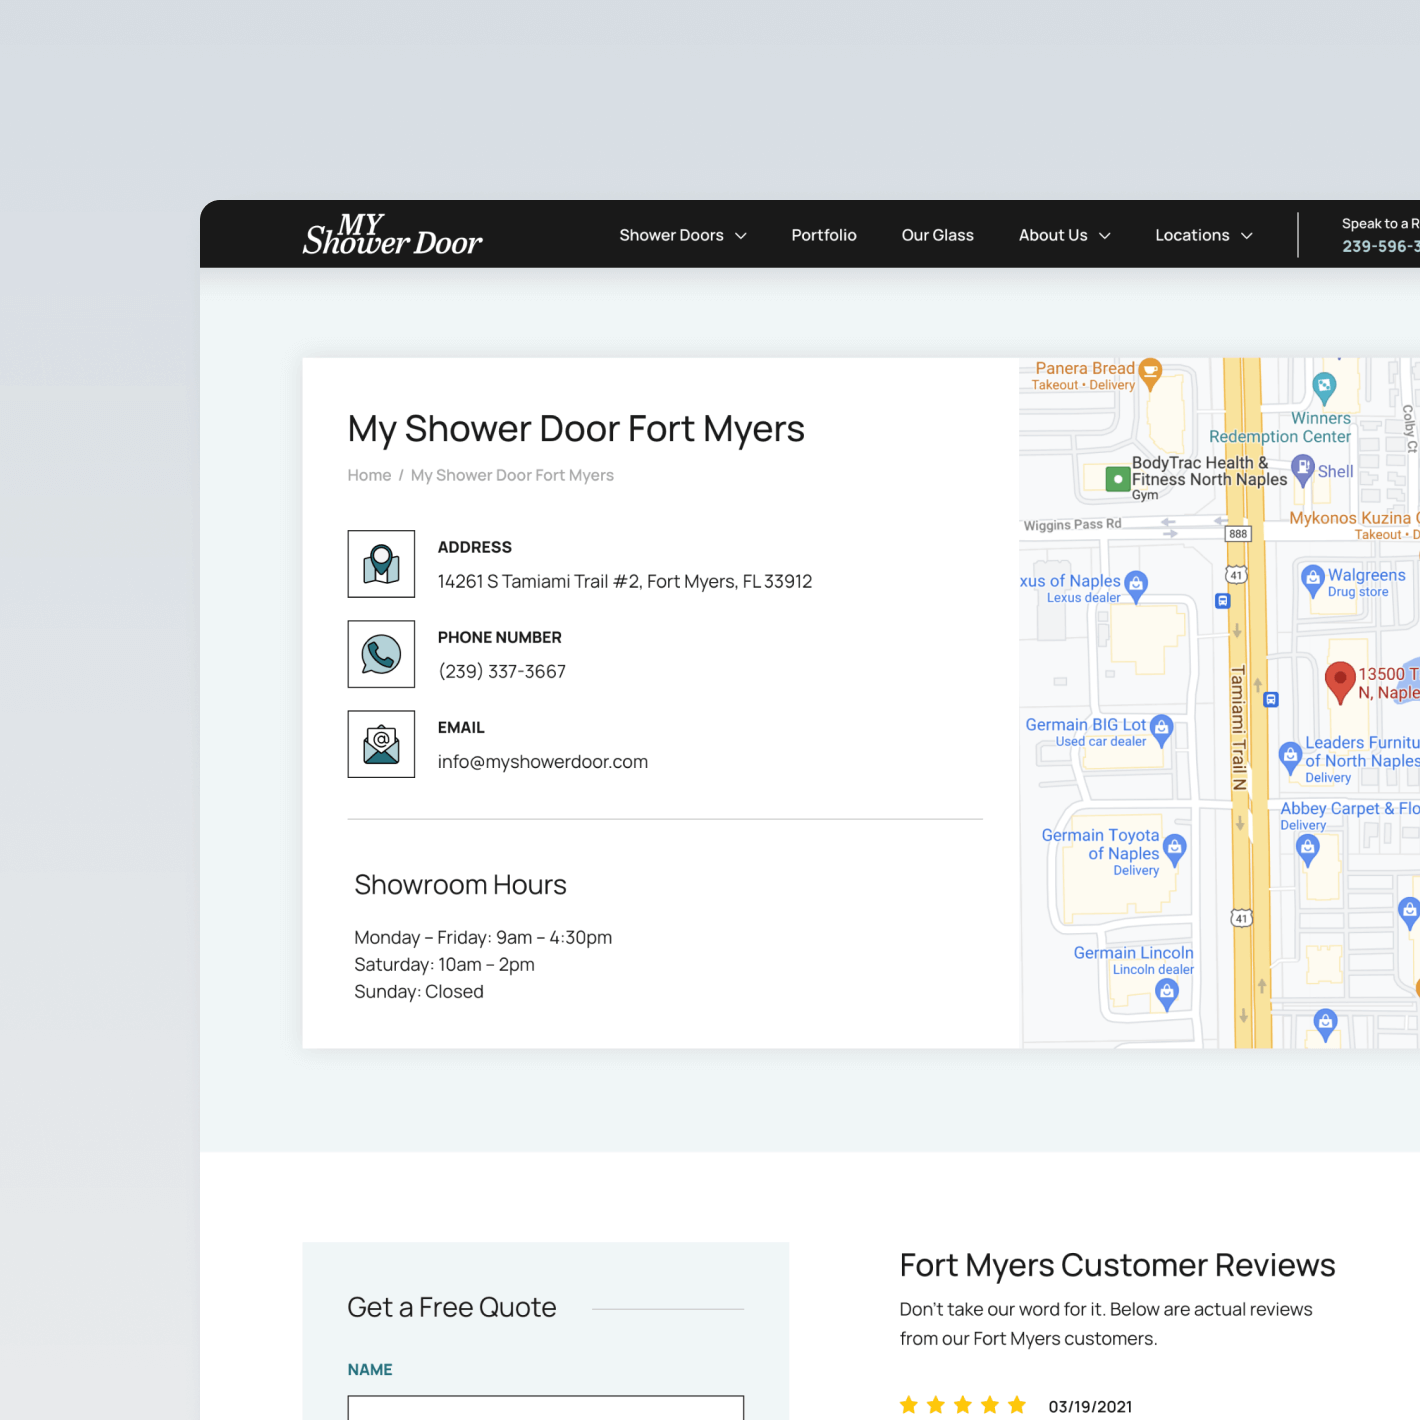 MY
Shower Door
Shower Doors
Portfolio
Our Glass
About Us
Locations
Speak to a R
239-596-3
My Shower Door Fort Myers
Home / My Shower Door Fort Myers
ADDRESS
14261 S Tamiami Trail #2, Fort Myers, FL 33912
PHONE NUMBER
(239) 337-3667
EMAIL
info@myshowerdoor.com
Showroom Hours
Monday – Friday: 9am – 4:30pm
Saturday: 10am – 2pm
Sunday: Closed
Panera Bread
Takeout • Delivery
Winners
Redemption Center
Colby Ct
BodyTrac Health &
Fitness North Naples
Gym
Shell
Wiggins Pass Rd
888
Mykonos Kuzina
Takeout • D
41
xus of Naples
Lexus dealer
Walgreens
Drug store
13500 T
N, Naple
Tamiami Trail N
Germain BIG Lot
Used car dealer
Leaders Furnitu
of North Naples
Delivery
Abbey Carpet & Flo
Delivery
Germain Toyota
of Naples
Delivery
41
Germain Lincoln
Lincoln dealer
Get a Free Quote
NAME
Fort Myers Customer Reviews
Don't take our word for it. Below are actual reviews
from our Fort Myers customers.
03/19/2021